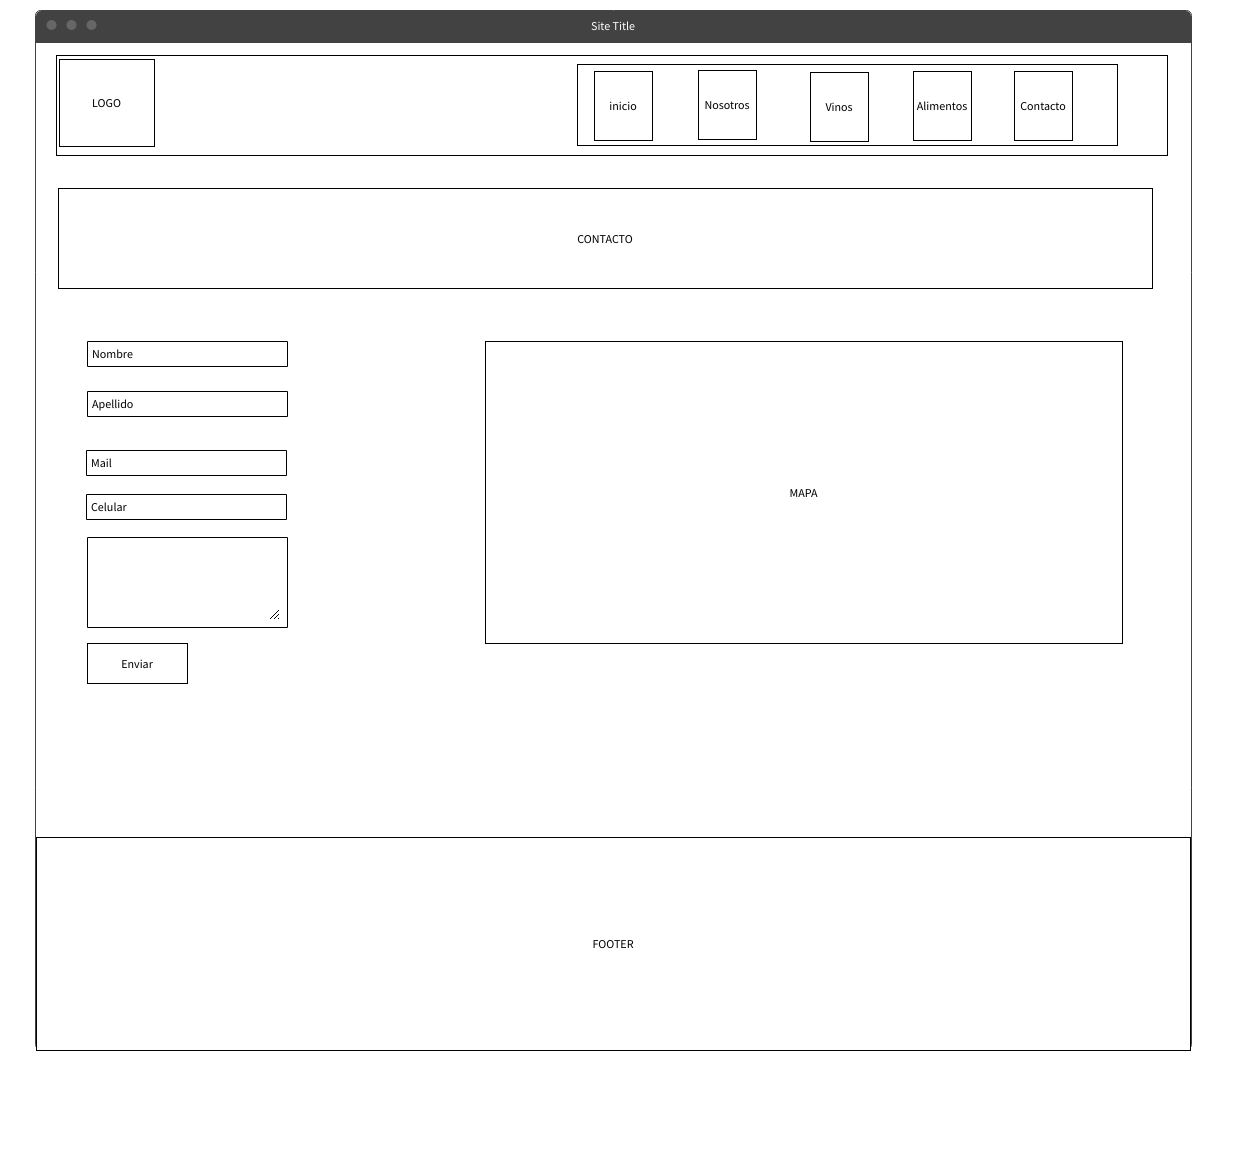 Site Title
LOGO
inicio
Nosotros
Vinos
Alimentos
Contacto
CONTACTO
Nombre
Apellido
Mail
Celular
MAPA
Enviar
FOOTER